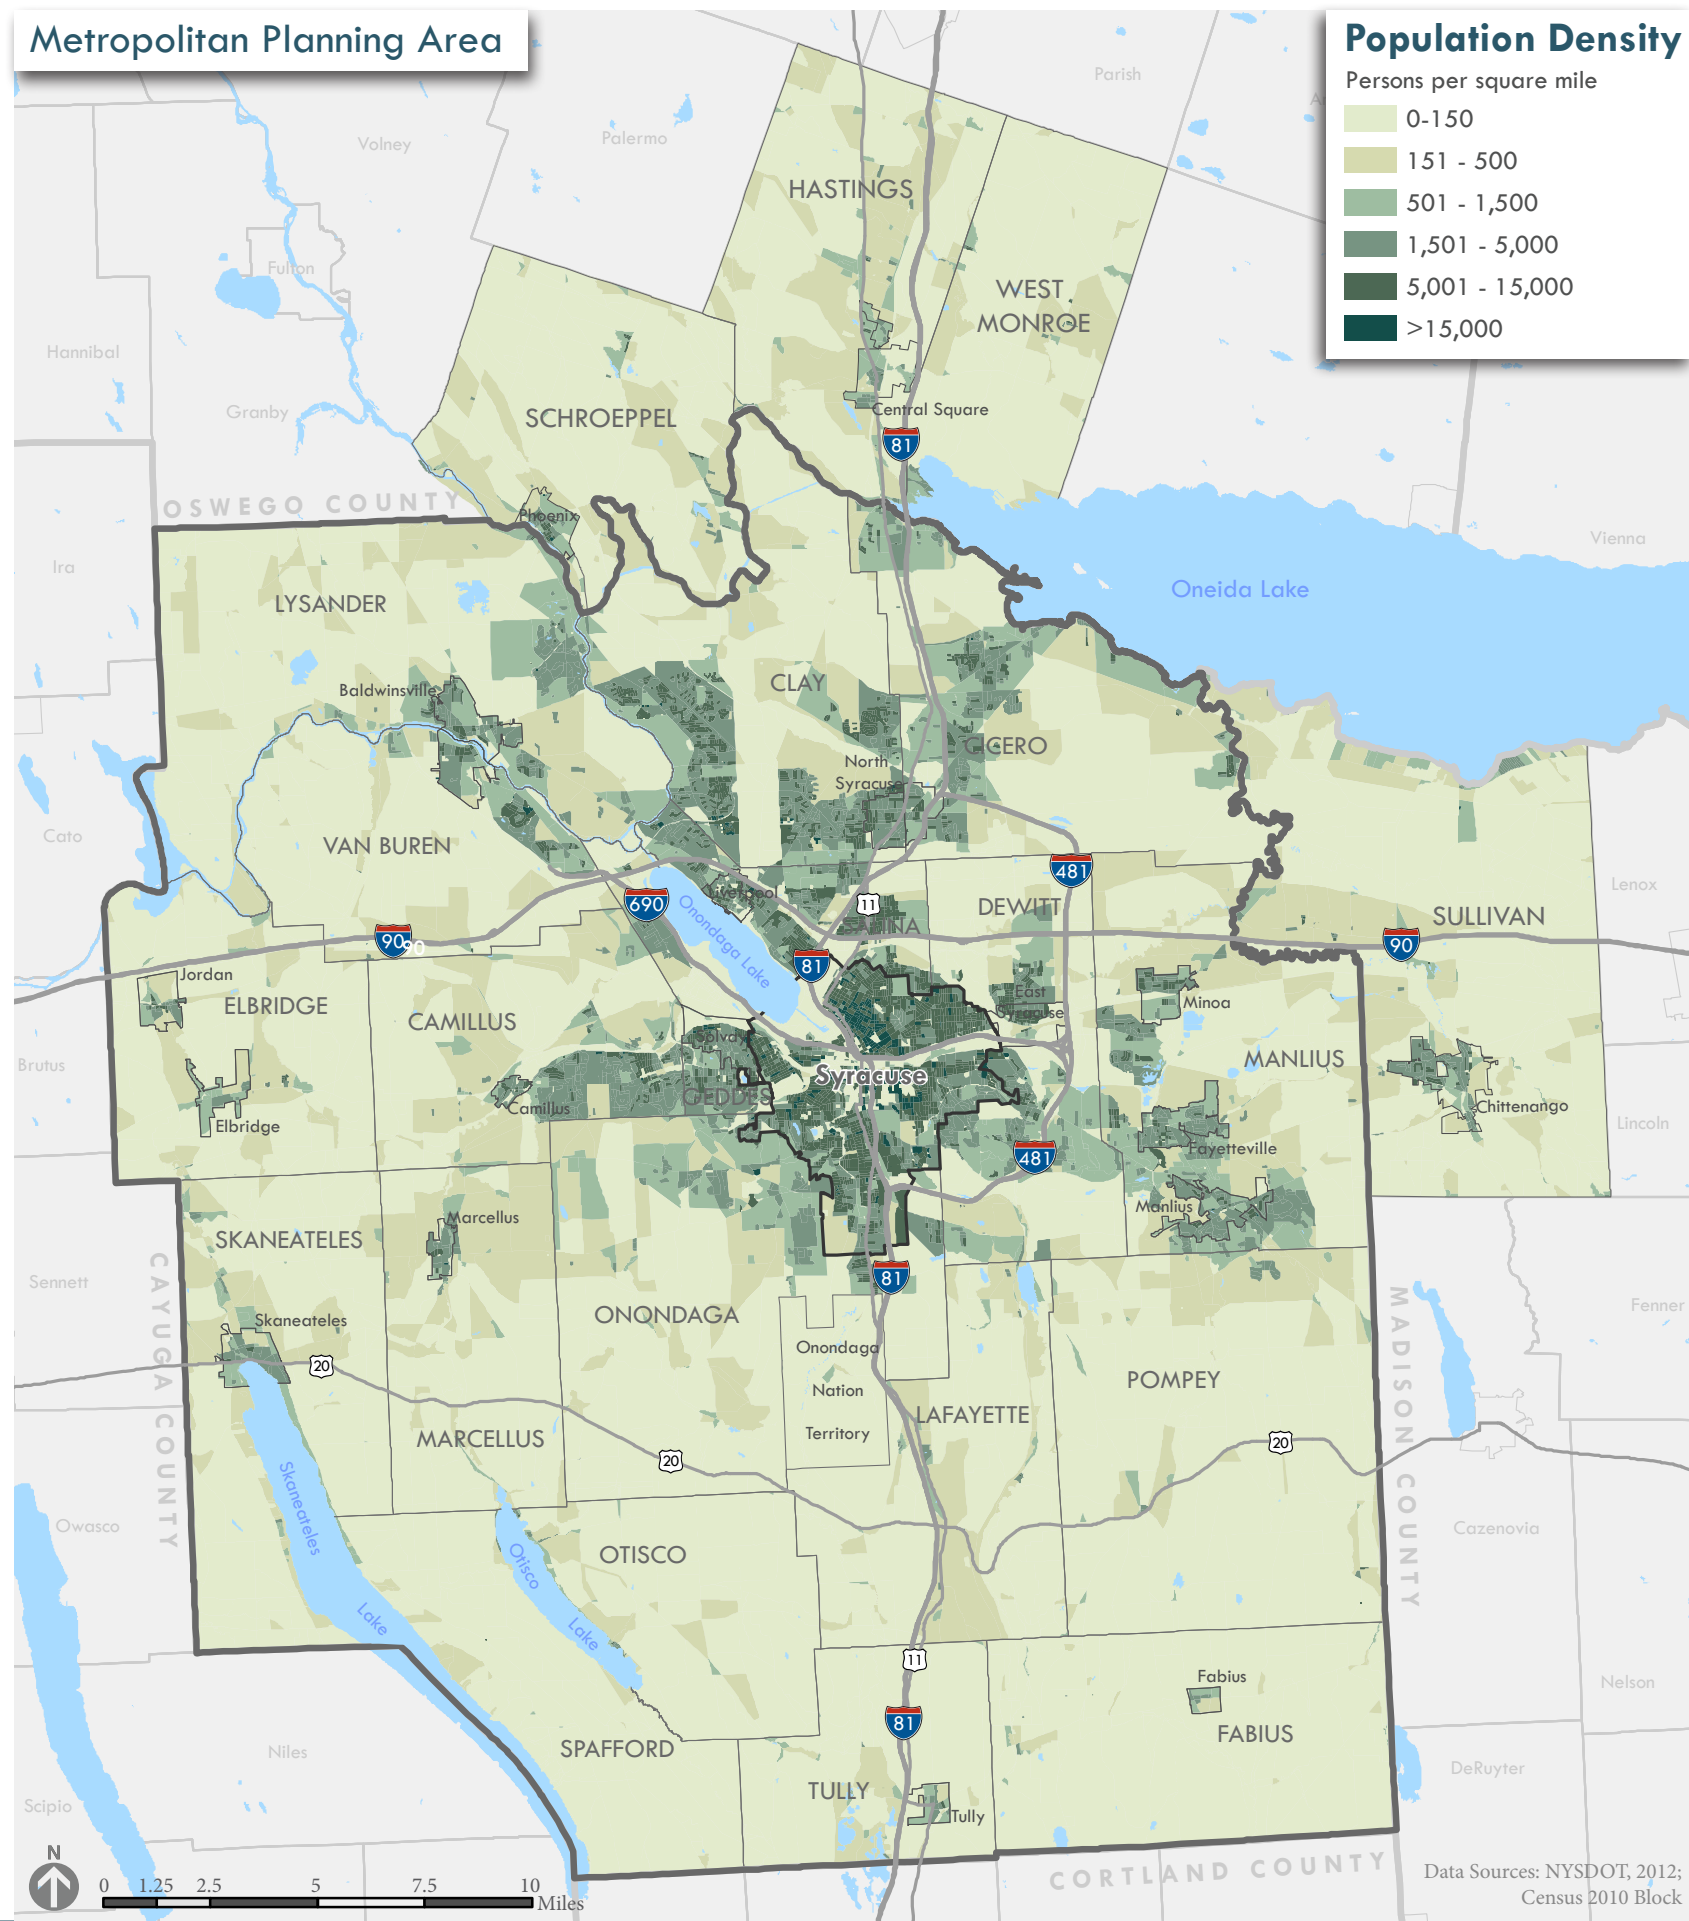 Metropolitan Planning Area
Population Density
Persons per square mile
0-150
151 - 500
501 - 1,500
1,501 - 5,000
5,001 - 15,000
>15,000
Parish
Volney
Palermo
HASTINGS
Fulton
WEST
MONROE
Hannibal
Granby
SCHROEPPEL
Central Square
81
OSWEGO COUNTY
Phoenix
Vienna
Ira
Oneida Lake
LYSANDER
Baldwinsville
CLAY
CICERO
North
Syracuse
Cato
VAN BUREN
481
Lenox
Liverpool
690
11
DEWITT
SULLIVAN
SALINA
Onondaga Lake
90
90
90
81
Jordan
ELBRIDGE
CAMILLUS
East
Syracuse
Minoa
Solvay
Brutus
MANLIUS
Syracuse
GEDDES
Camillus
Chittenango
Elbridge
Lincoln
Fayetteville
481
Manlius
Marcellus
SKANEATELES
Sennett
CAYUGA COUNTY
81
MADISON COUNTY
Fenner
ONONDAGA
Skaneateles
Onondaga
Nation
Territory
20
POMPEY
LAFAYETTE
MARCELLUS
20
20
Skaneateles
Lake
Owasco
Cazenovia
Otisco
Lake
OTISCO
11
Fabius
Nelson
81
FABIUS
SPAFFORD
Niles
DeRuyter
TULLY
Scipio
Tully
N
0 1.25 2.5 5 7.5 10
Miles
CORTLAND COUNTY
Data Sources: NYSDOT, 2012;
Census 2010 Block